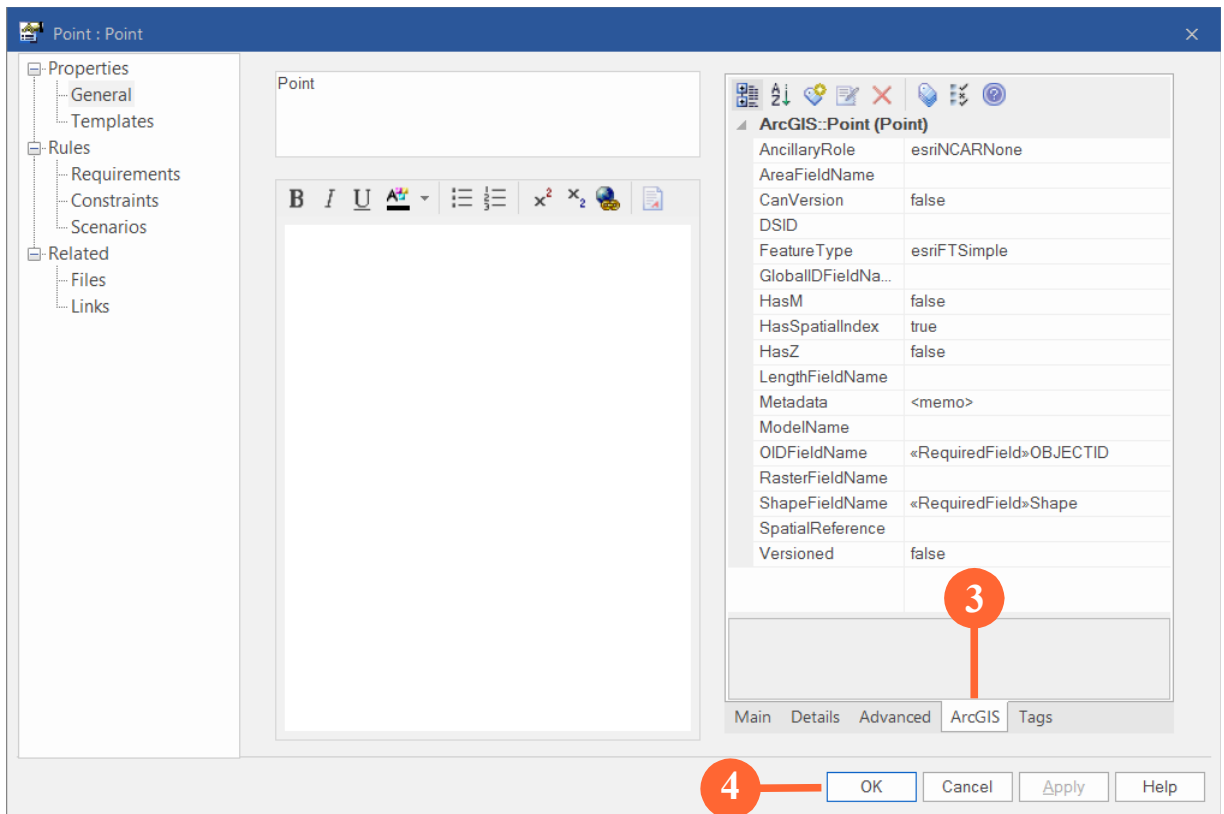 Point : Point
Properties
General
Templates
Rules
Requirements
Constraints
Scenarios
Related
Files
Links
Point
B I U A x² ×₂
ArcGIS::Point (Point)
AncillaryRole esriNCARNone
AreaFieldName
CanVersion false
DSID
FeatureType esriFTSimple
GlobalIDFieldNa...
HasM false
HasSpatialIndex true
HasZ false
LengthFieldName
Metadata <memo>
ModelName
OIDFieldName «RequiredField»OBJECTID
RasterFieldName
ShapeFieldName «RequiredField»Shape
SpatialReference
Versioned false
3
Main Details Advanced ArcGIS Tags
4 OK Cancel Apply Help